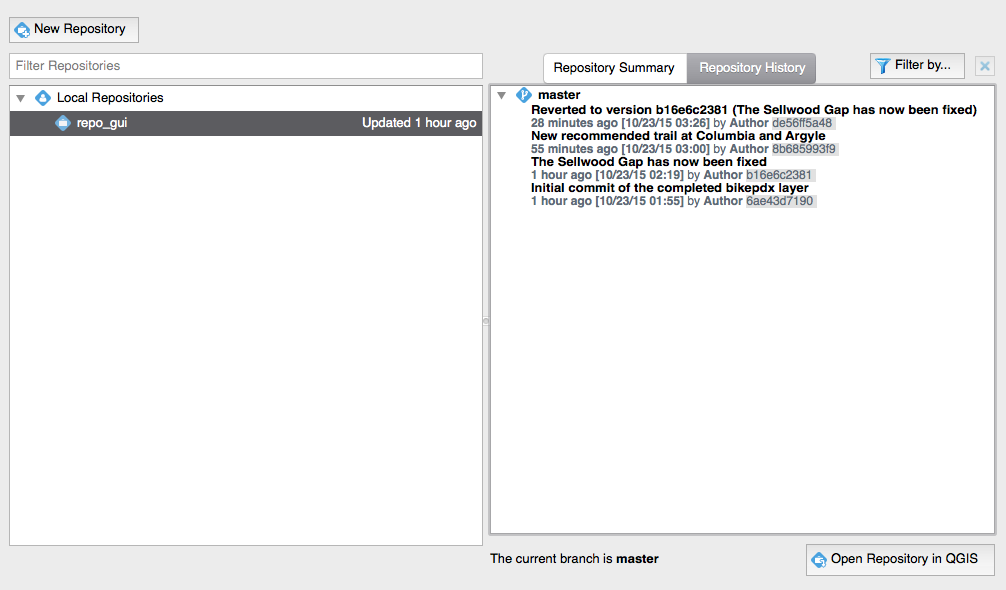 New Repository
Filter Repositories
Repository Summary
Repository History
Filter by...
Local Repositories
repo_gui
Updated 1 hour ago
master
Reverted to version b16e6c2381 (The Sellwood Gap has now been fixed)
28 minutes ago [10/23/15 03:26] by Author de56ff5a48
New recommended trail at Columbia and Argyle
55 minutes ago [10/23/15 03:00] by Author 8b685993f9
The Sellwood Gap has now been fixed
1 hour ago [10/23/15 02:19] by Author b16e6c2381
Initial commit of the completed bikepdx layer
1 hour ago [10/23/15 01:55] by Author 6ae43d7190
The current branch is master
Open Repository in QGIS